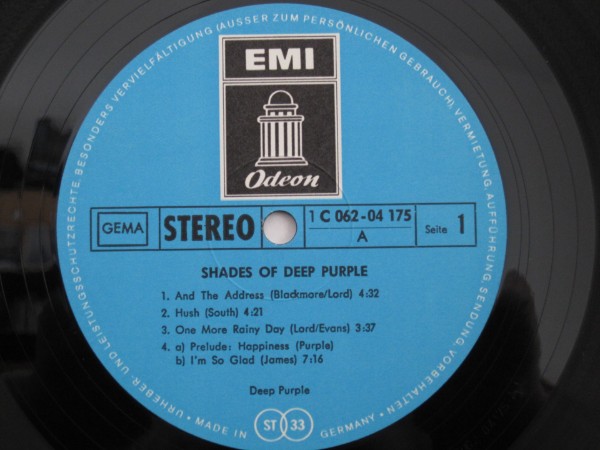 URHEBER- UND LEISTUNGSSCHUTZRECHTE, BESONDERS VERVIELFÄLTIGUNG (AUSSER ZUM PERSÖNLICHEN GEBRAUCH), VERMIETUNG, AUFFÜHRUNG, SENDUNG VORBEHALTEN
EMI
Odeon
GEMA
STEREO
1 C 062-04 175
A
Seite 1
SHADES OF DEEP PURPLE
1. And The Address (Blackmare/Lord) 4:32
2. Hush (South) 4:21
3. One More Rainy Day (Lord/Evans) 3:37
4. a) Prelude: Happiness (Purple)
b) I'm So Glad (James) 7:16
Deep Purple
· MADE IN GERMANY ·
ST 33